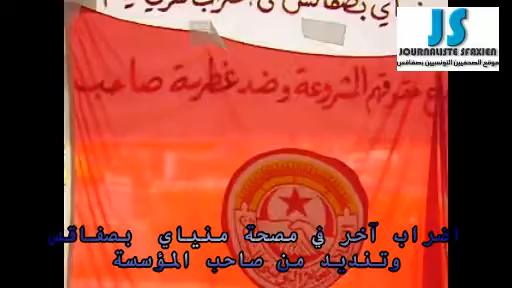 بصفاقس في
JS
JOURNALISTE SFAXIEN
موقع الصحفيين التونسيين بصفاقس
حقوقهم المشروعة وضد غطرسة صاحب
اضراب آخر في مصحة منياي بصفاقس
وتنديد من صاحب المؤسسة